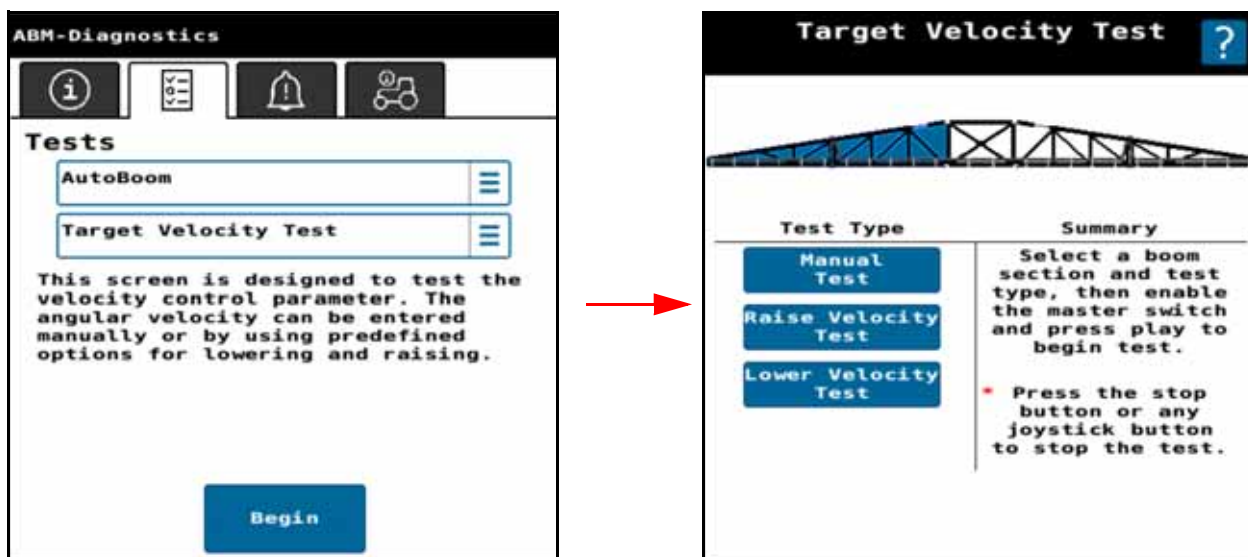 ABM-Diagnostics
Tests
AutoBoom
Target Velocity Test
This screen is designed to test the
velocity control parameter. The
angular velocity can be entered
manually or by using predefined
options for lowering and raising.
Begin
Target Velocity Test
?
Test Type
Manual
Test
Raise Velocity
Test
Lower Velocity
Test
Summary
Select a boom
section and test
type, then enable
the master switch
and press play to
begin test.
* Press the stop
button or any
joystick button
to stop the test.